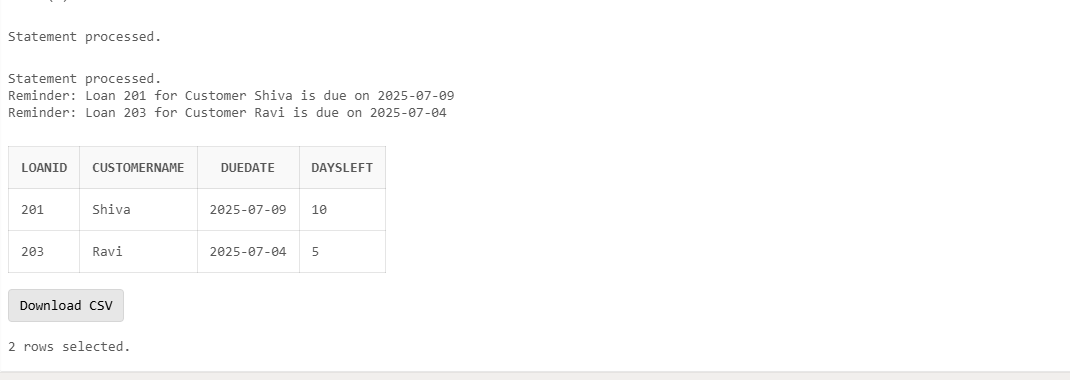 Statement processed.
Statement processed.
Reminder: Loan 201 for Customer Shiva is due on 2025-07-09
Reminder: Loan 203 for Customer Ravi is due on 2025-07-04
LOANID CUSTOMERNAME DUEDATE DAYSLEFT
201 Shiva 2025-07-09 10
203 Ravi 2025-07-04 5
Download CSV
2 rows selected.